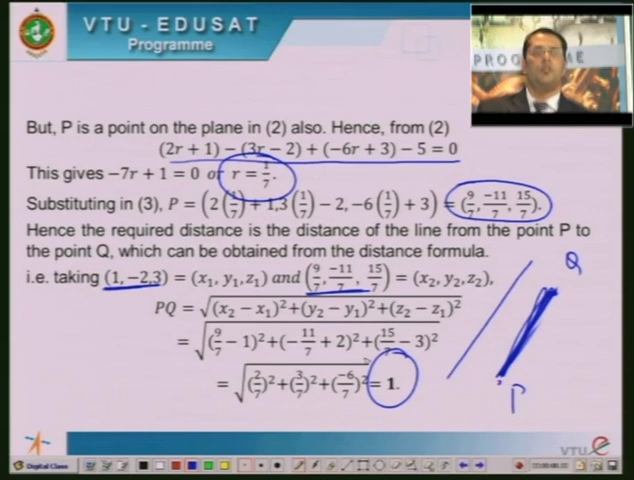 VTU - EDUSAT
Programme
PROG ME
But, P is a point on the plane in (2) also. Hence, from (2)
(2r + 1) − (3r − 2) + (−6r + 3) − 5 = 0
This gives −7r + 1 = 0 or r = 1/7.
Substituting in (3), P = (2(1/7) + 1,3(1/7) − 2, −6(1/7) + 3) = (9/7, −11/7, 15/7).
Hence the required distance is the distance of the line from the point P to
the point Q, which can be obtained from the distance formula.
i.e. taking (1, −2,3) = (x₁, y₁, z₁) and (9/7, −11/7, 15/7) = (x₂, y₂, z₂),
Q
PQ = √((x₂ − x₁)²+(y₂ − y₁)²+(z₂ − z₁)²
= √((9/7 − 1)²+(−11/7 + 2)²+(15/7 − 3)²
= √((2/7)²+(3/7)²+(−6/7)² = 1.
P
VTU e
Digital Class